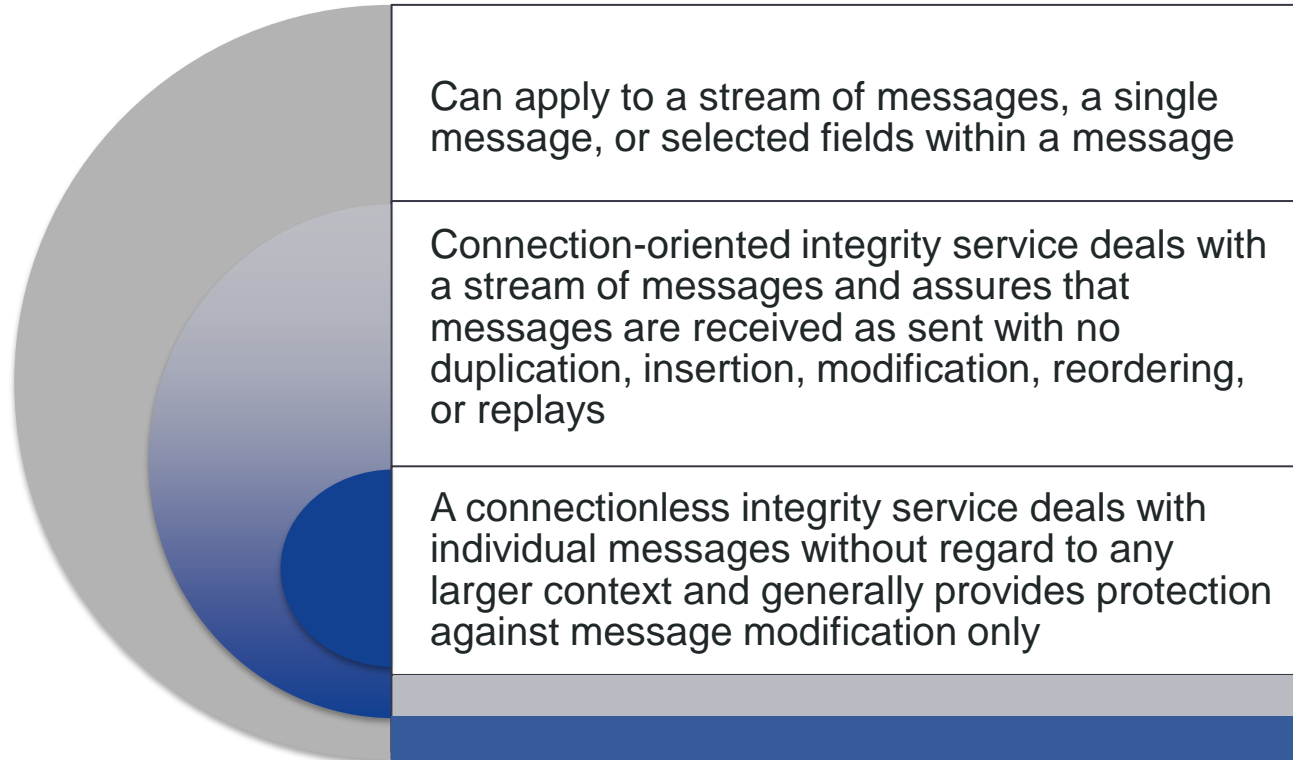 Can apply to a stream of messages, a single
message, or selected fields within a message
Connection-oriented integrity service deals with
a stream of messages and assures that
messages are received as sent with no
duplication, insertion, modification, reordering,
or replays
A connectionless integrity service deals with
individual messages without regard to any
larger context and generally provides protection
against message modification only